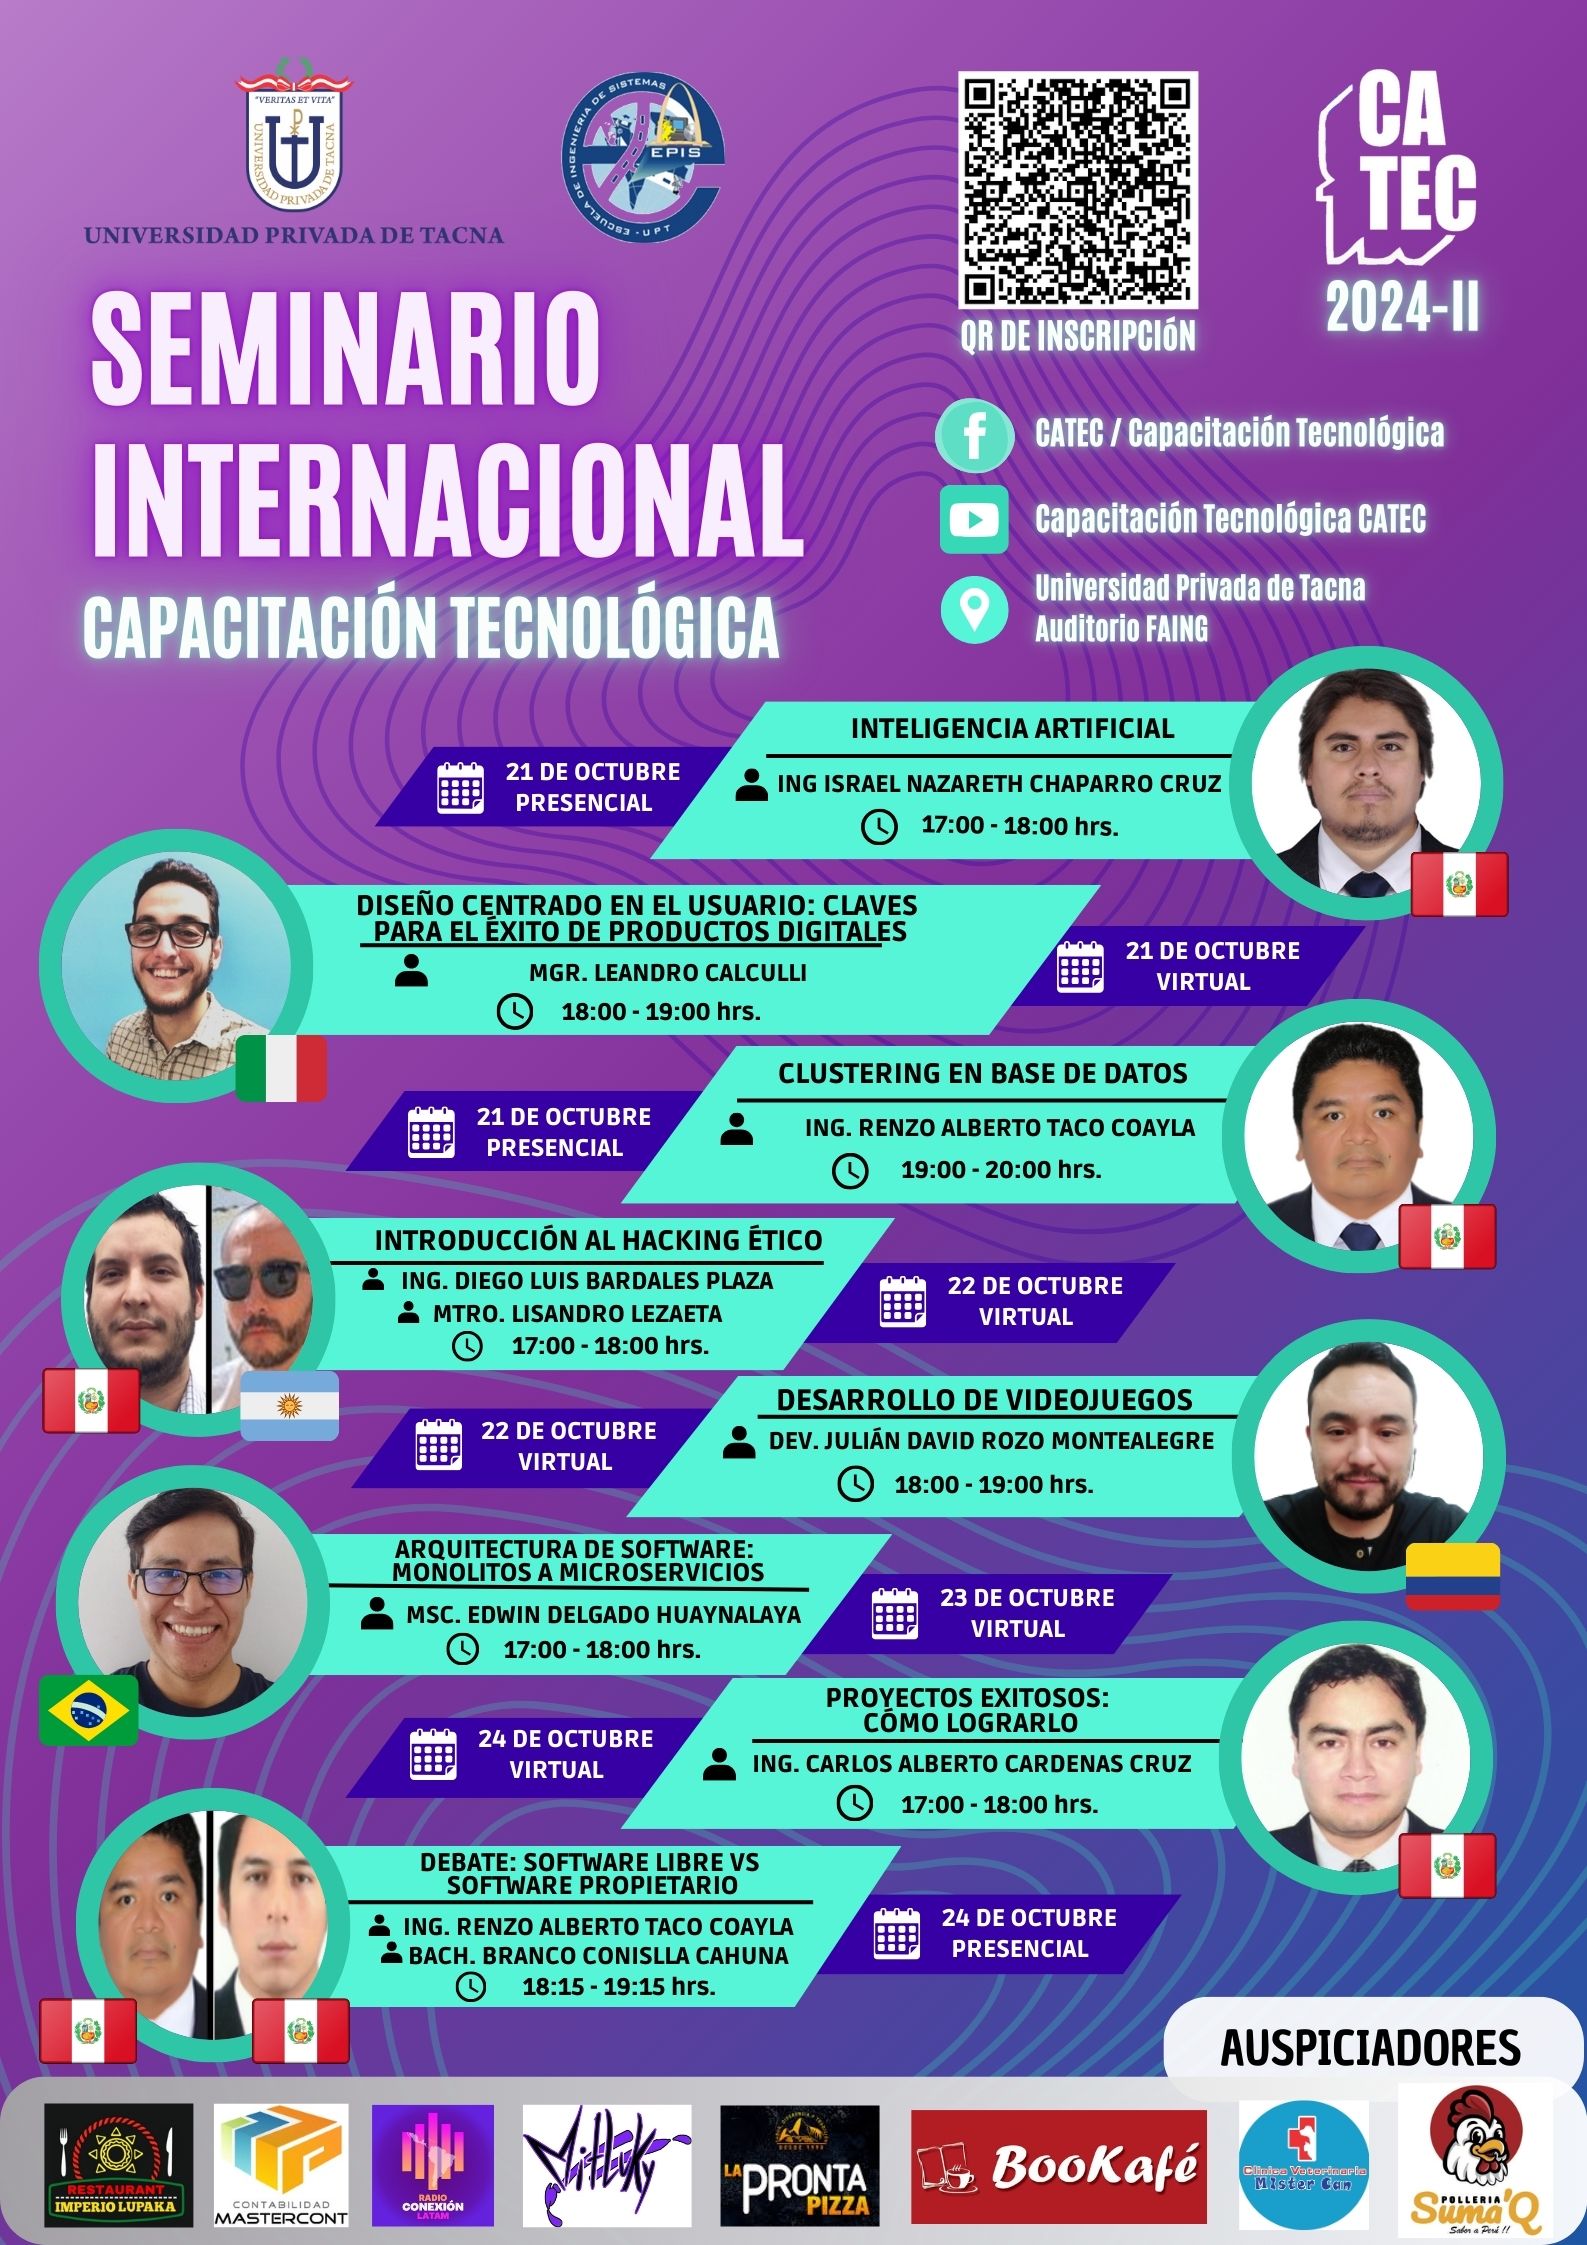 "VERITAS ET VITA"
UNIVERSIDAD PRIVADA DE TACNA
UNIVERSIDAD PRIVADA DE TACNA
ESCUELA DE INGENIERIA DE SISTEMAS - UPT
EPIS
CA
TEC
2024-II
QR DE INSCRIPCIÓN
SEMINARIO
INTERNACIONAL
CAPACITACIÓN TECNOLÓGICA
CATEC / Capacitación Tecnológica
Capacitación Tecnológica CATEC
Universidad Privada de Tacna
Auditorio FAING
INTELIGENCIA ARTIFICIAL
ING ISRAEL NAZARETH CHAPARRO CRUZ
17:00 - 18:00 hrs.
21 DE OCTUBRE
PRESENCIAL
DISEÑO CENTRADO EN EL USUARIO: CLAVES
PARA EL ÉXITO DE PRODUCTOS DIGITALES
MGR. LEANDRO CALCULLI
18:00 - 19:00 hrs.
21 DE OCTUBRE
VIRTUAL
CLUSTERING EN BASE DE DATOS
ING. RENZO ALBERTO TACO COAYLA
19:00 - 20:00 hrs.
21 DE OCTUBRE
PRESENCIAL
INTRODUCCIÓN AL HACKING ÉTICO
ING. DIEGO LUIS BARDALES PLAZA
MTRO. LISANDRO LEZAETA
17:00 - 18:00 hrs.
22 DE OCTUBRE
VIRTUAL
DESARROLLO DE VIDEOJUEGOS
DEV. JULIÁN DAVID ROZO MONTEALEGRE
18:00 - 19:00 hrs.
22 DE OCTUBRE
VIRTUAL
ARQUITECTURA DE SOFTWARE:
MONOLITOS A MICROSERVICIOS
MSC. EDWIN DELGADO HUAYNALAYA
17:00 - 18:00 hrs.
23 DE OCTUBRE
VIRTUAL
PROYECTOS EXITOSOS:
CÓMO LOGRARLO
ING. CARLOS ALBERTO CARDENAS CRUZ
17:00 - 18:00 hrs.
24 DE OCTUBRE
VIRTUAL
DEBATE: SOFTWARE LIBRE VS
SOFTWARE PROPIETARIO
ING. RENZO ALBERTO TACO COAYLA
BACH. BRANCO CONISLLA CAHUNA
18:15 - 19:15 hrs.
24 DE OCTUBRE
PRESENCIAL
AUSPICIADORES
RESTAURANT
IMPERIO LUPAKA
CONTABILIDAD
MASTERCONT
RADIO
CONEXIÓN
LATAM
LA PRONTA
PIZZA
BooKafé
Clínica Veterinaria
Mister Can
POLLERIA
Suma'Q
Sabor a Perú !!